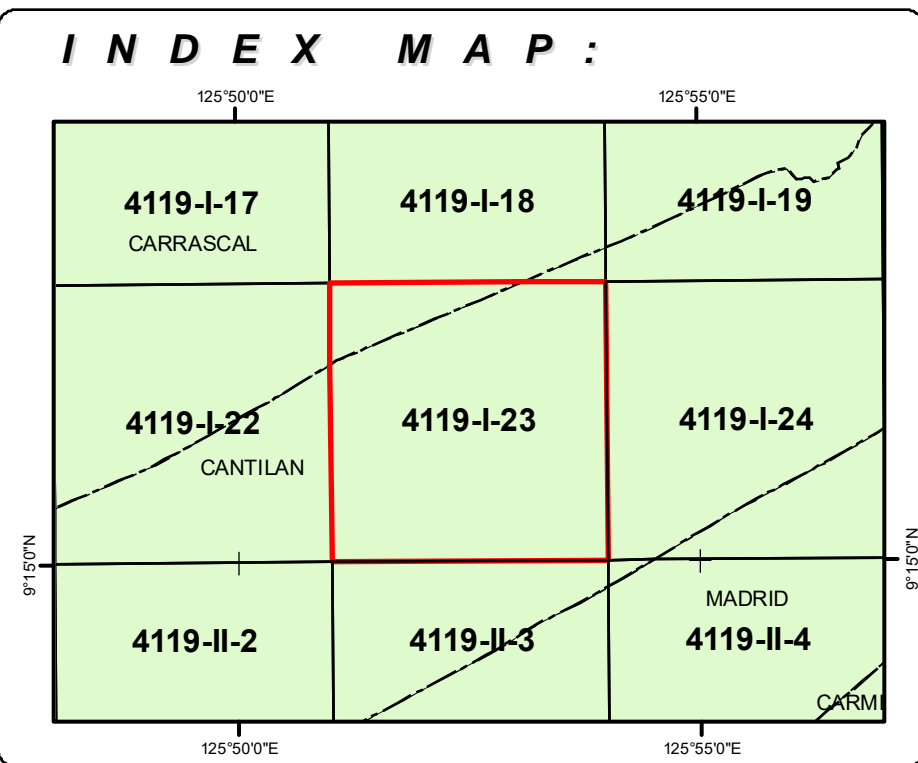 INDEX MAP:
125°50'0"E
125°55'0"E
4119-I-17
4119-I-18
4119-I-19
CARRASCAL
4119-I-22
4119-I-23
4119-I-24
CANTILAN
9°15'0"N
9°15'0"N
MADRID
4119-II-2
4119-II-3
4119-II-4
CARMI
125°50'0"E
125°55'0"E